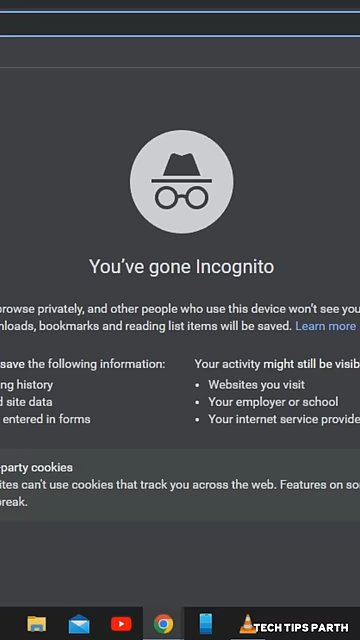 You've gone Incognito
browse privately, and other people who use this device won't see you
nloads, bookmarks and reading list items will be saved. Learn more
save the following information:
ng history
d site data
entered in forms
Your activity might still be visib
• Websites you visit
• Your employer or school
• Your internet service provide
-party cookies
ites can't use cookies that track you across the web. Features on so
break.
TECH TIPS PARTH